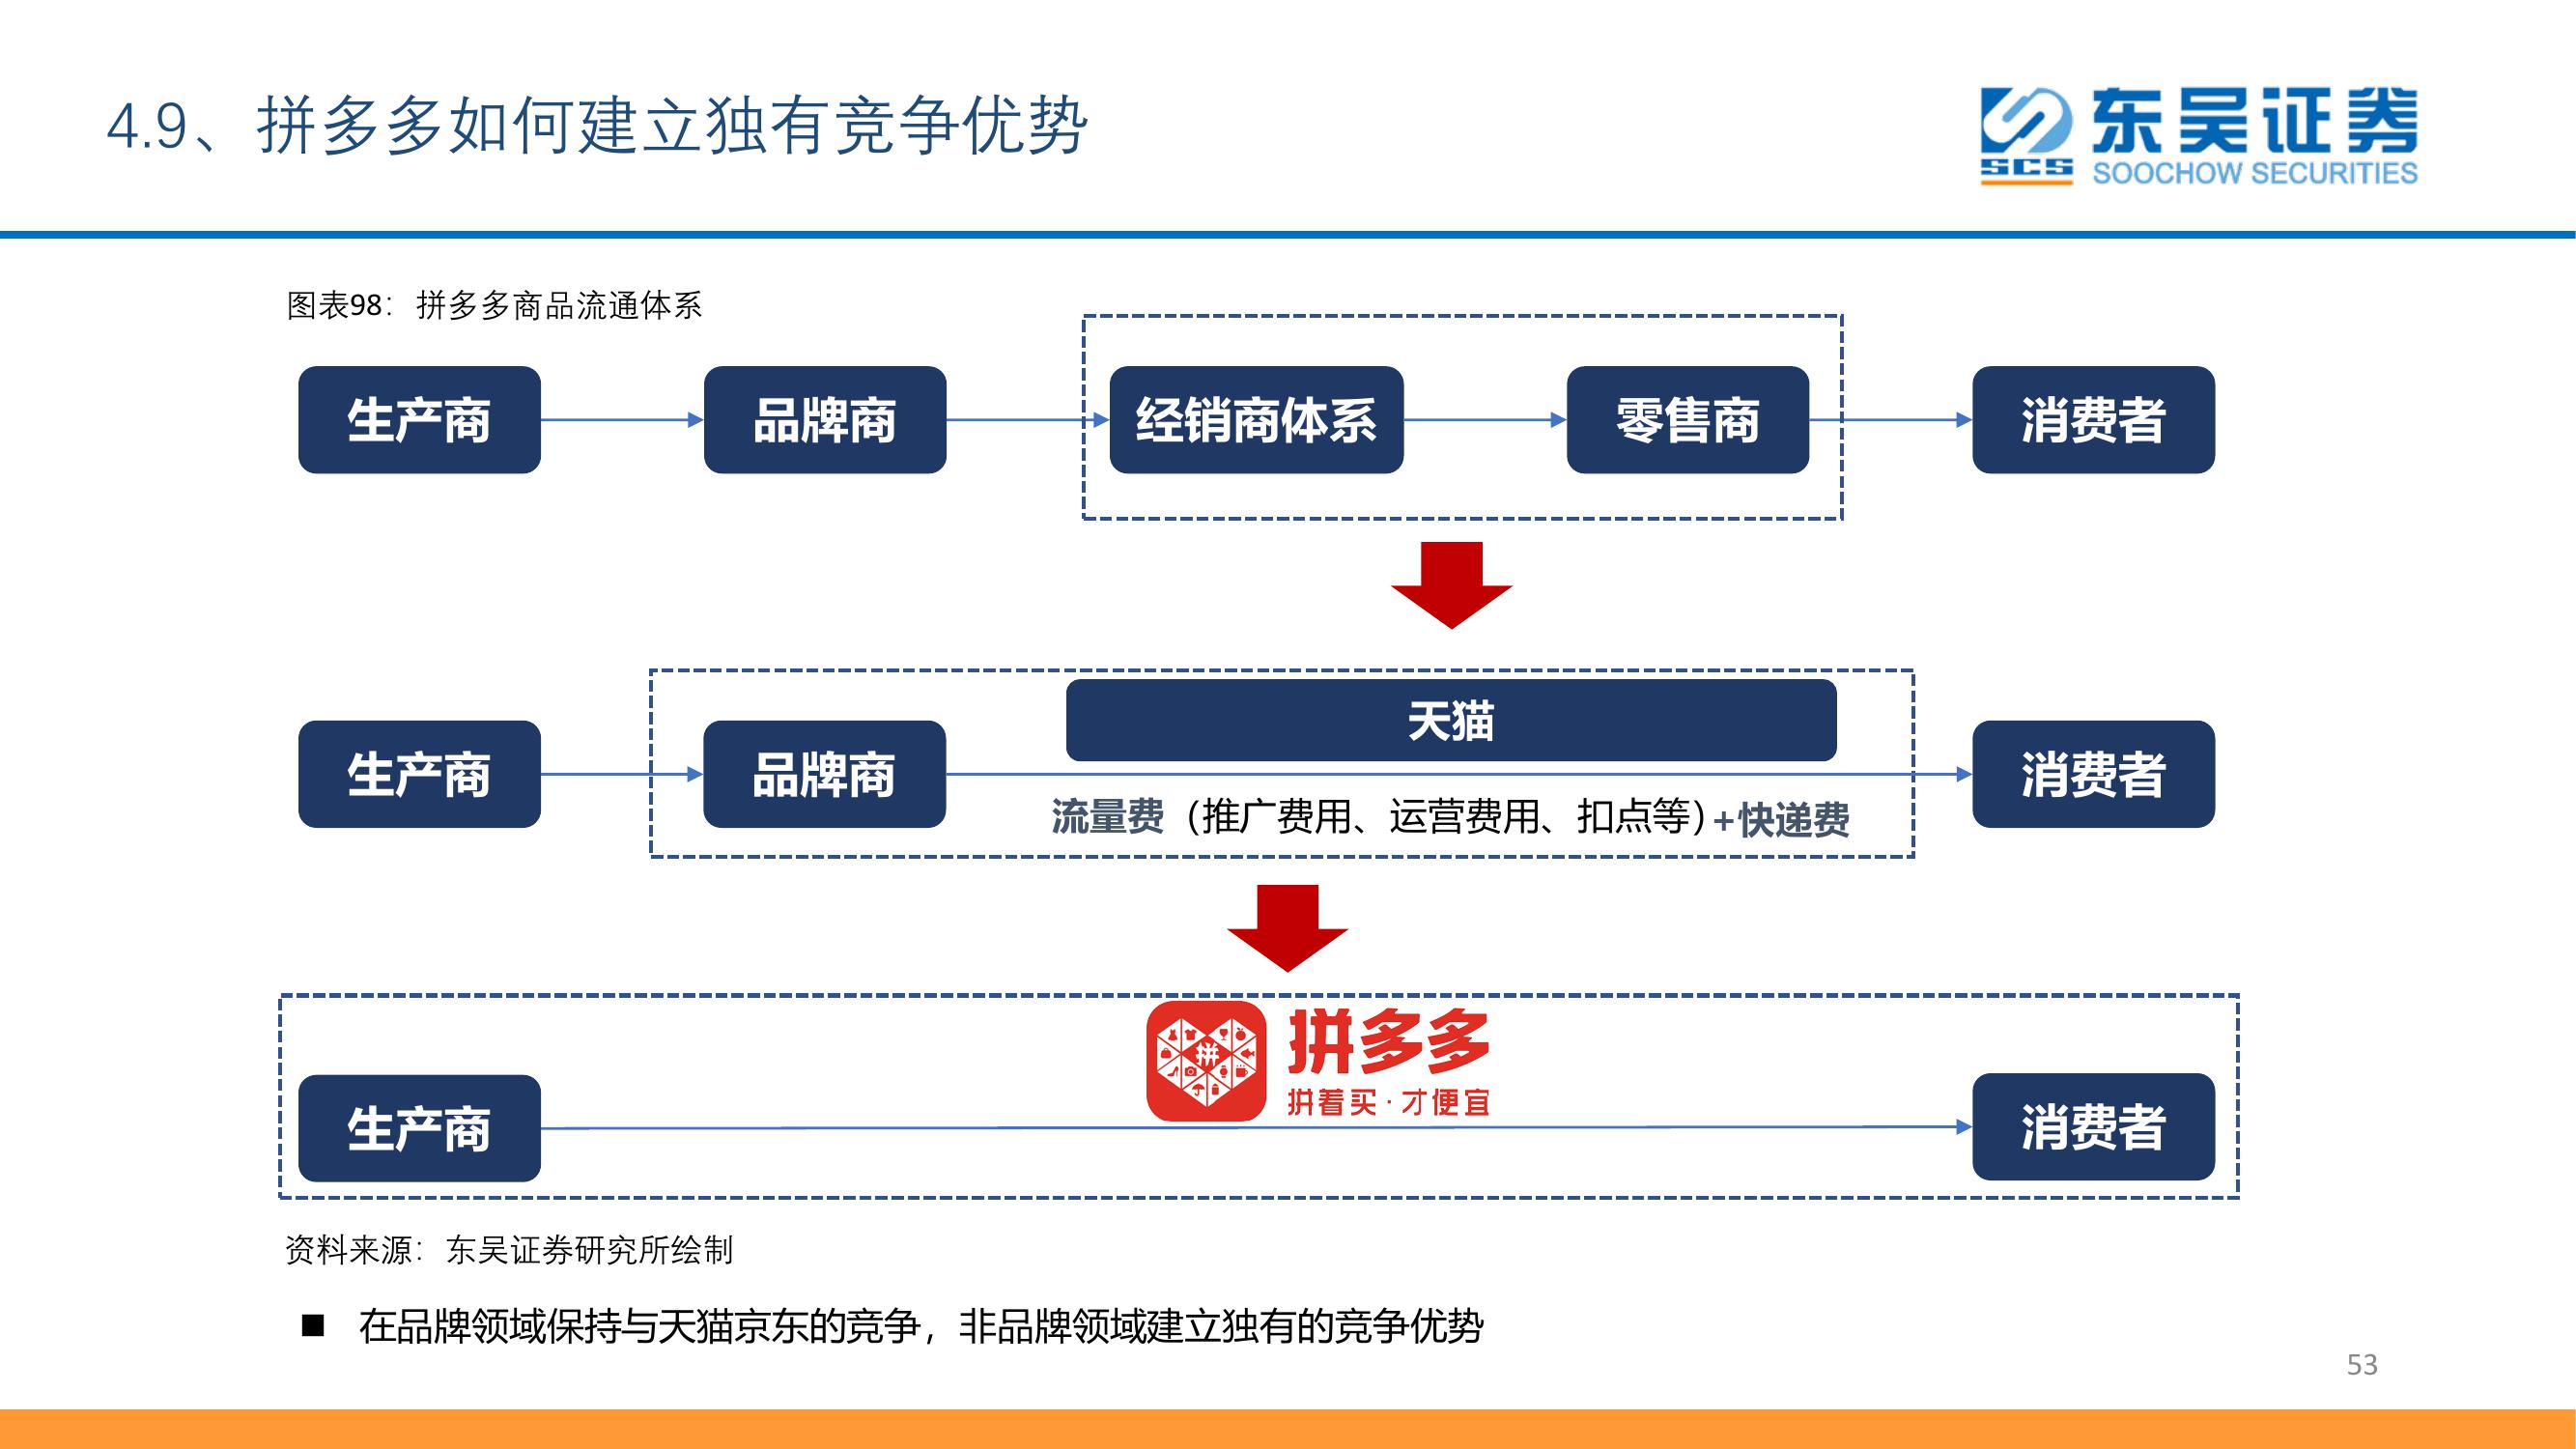 4.9、拼多多如何建立独有竞争优势
东吴证券
SCS
SOOCHOW SECURITIES
图表98：拼多多商品流通体系
生产商
品牌商
经销商体系
零售商
消费者
天猫
生产商
品牌商
消费者
流量费（推广费用、运营费用、扣点等）+快递费
拼
拼多多
拼着买·才便宜
生产商
消费者
资料来源：东吴证券研究所绘制
■ 在品牌领域保持与天猫京东的竞争，非品牌领域建立独有的竞争优势
53